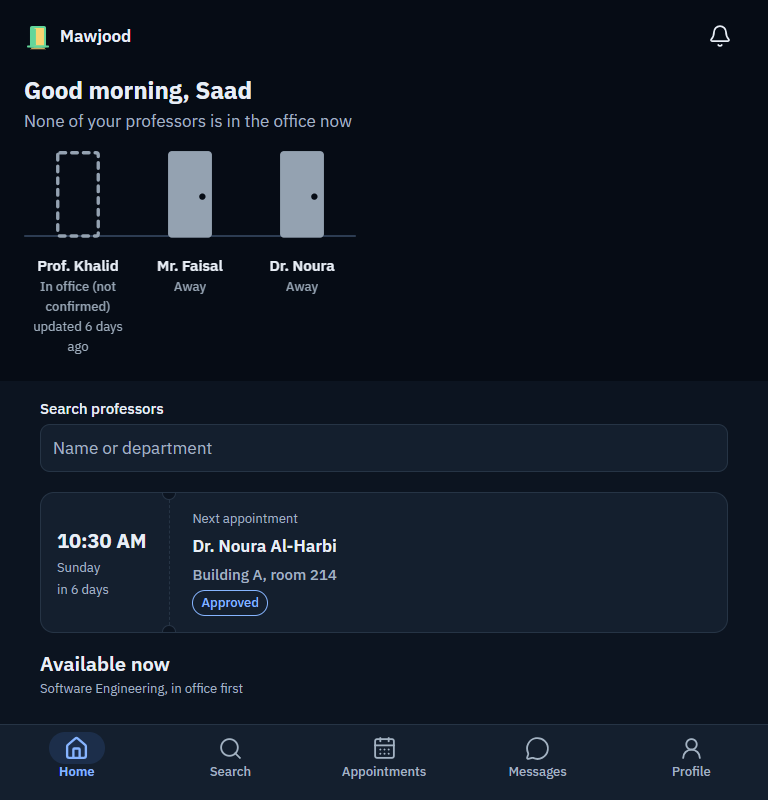 Mawjood
Good morning, Saad
None of your professors is in the office now
Prof. Khalid
In office (not
confirmed)
updated 6 days
ago
Mr. Faisal
Away
Dr. Noura
Away
Search professors
Name or department
10:30 AM
Sunday
in 6 days
Next appointment
Dr. Noura Al-Harbi
Building A, room 214
Approved
Available now
Software Engineering, in office first
Home
Search
Appointments
Messages
Profile